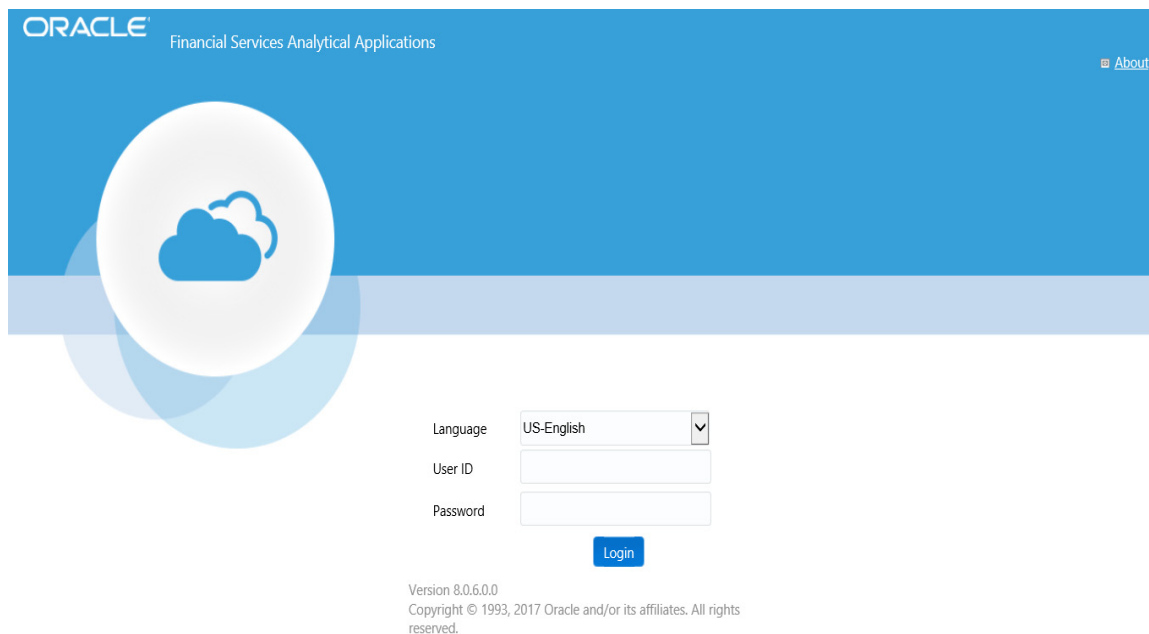 ORACLE
Financial Services Analytical Applications
About
Language US-English
User ID
Password
Login
Version 8.0.6.0.0
Copyright © 1993, 2017 Oracle and/or its affiliates. All rights
reserved.